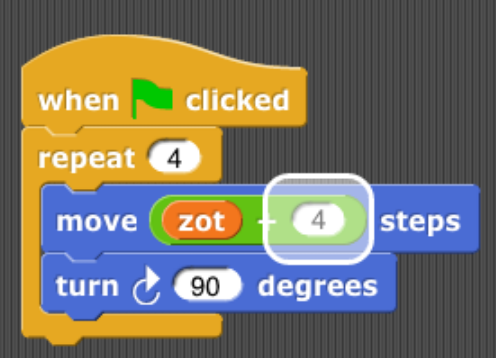 when clicked
repeat 4
move zot + 4 steps
turn 90 degrees